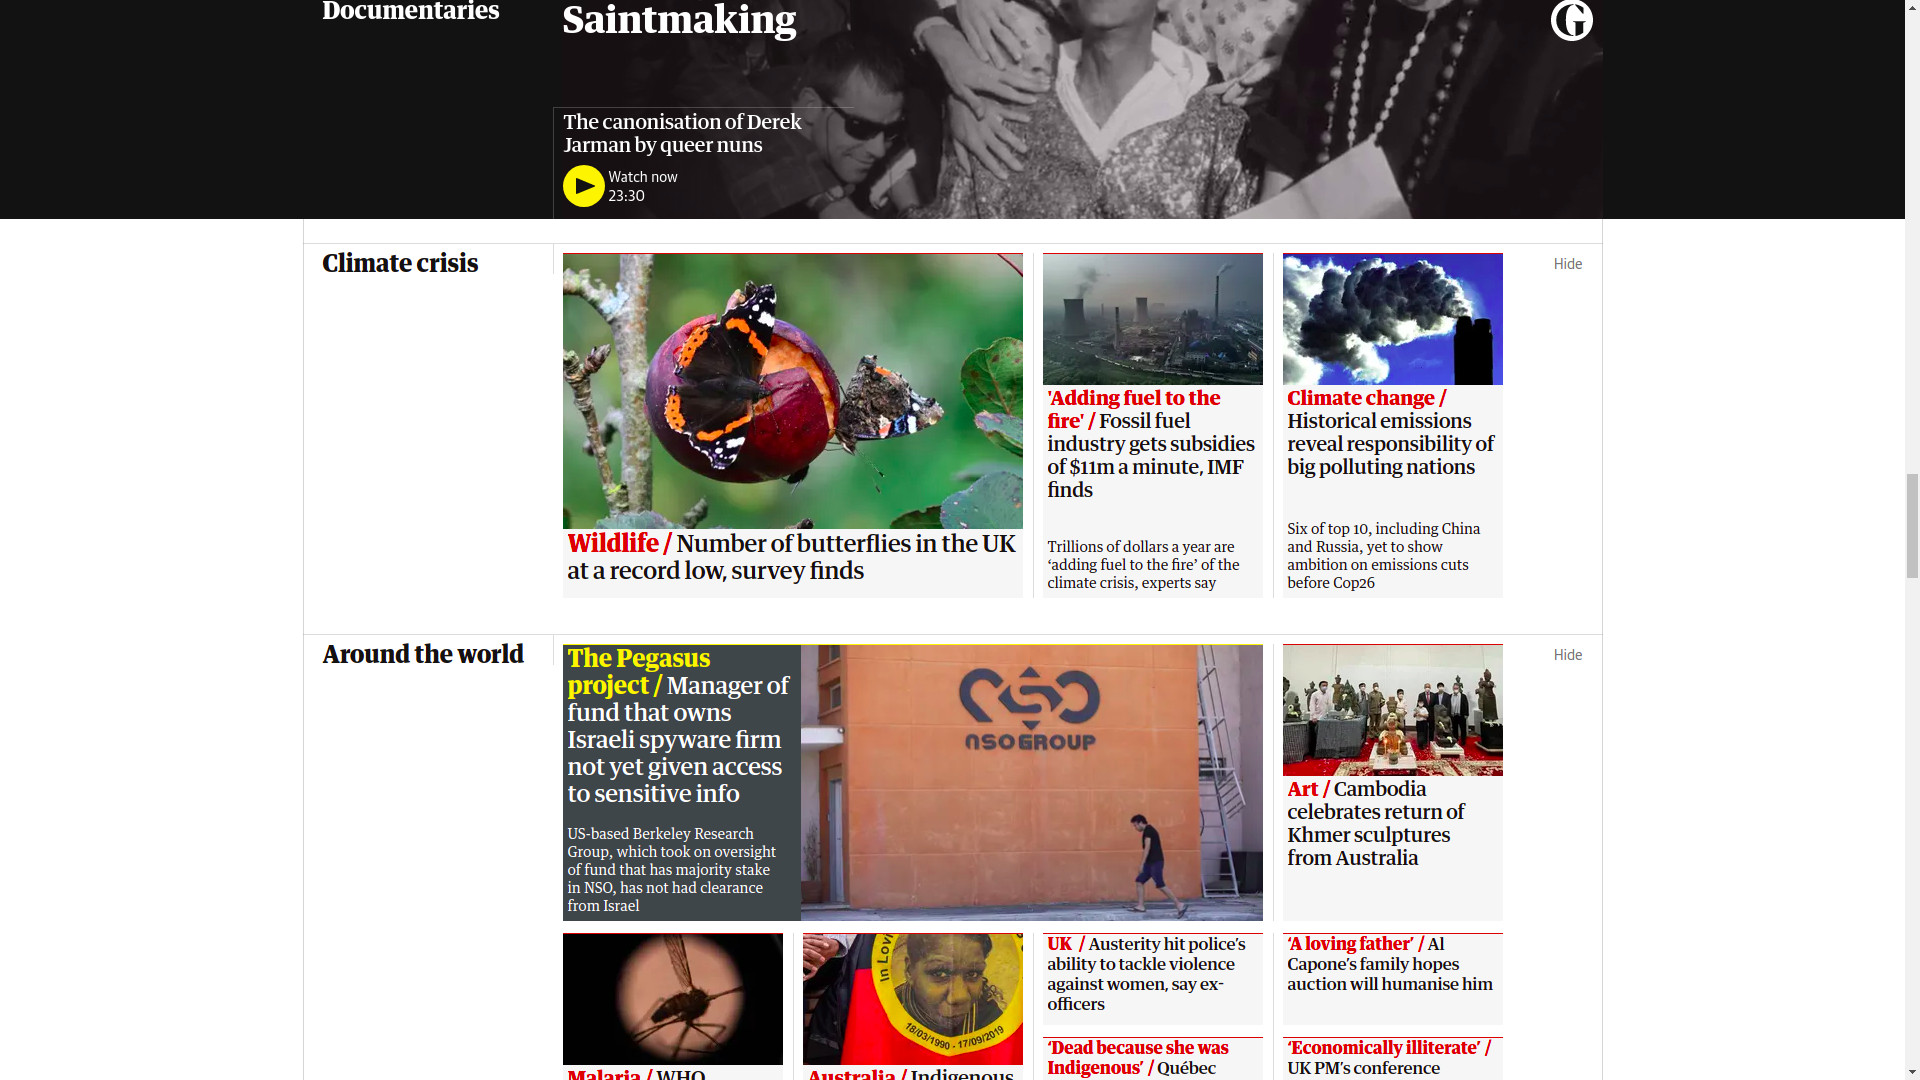 Documentaries
Saintmaking
The canonisation of Derek
Jarman by queer nuns
Watch now
23:30
Climate crisis
Hide
Wildlife / Number of butterflies in the UK
at a record low, survey finds
'Adding fuel to the
fire' / Fossil fuel
industry gets subsidies
of $11m a minute, IMF
finds
Trillions of dollars a year are
‘adding fuel to the fire’ of the
climate crisis, experts say
Climate change /
Historical emissions
reveal responsibility of
big polluting nations
Six of top 10, including China
and Russia, yet to show
ambition on emissions cuts
before Cop26
Around the world
Hide
The Pegasus
project / Manager of
fund that owns
Israeli spyware firm
not yet given access
to sensitive info
US-based Berkeley Research
Group, which took on oversight
of fund that has majority stake
in NSO, has not had clearance
from Israel
NSO GROUP
Art / Cambodia
celebrates return of
Khmer sculptures
from Australia
Malaria / WHO
In Lovi
18/03/1990 - 17/09/2019
Australia / Indigenous
UK / Austerity hit police’s
ability to tackle violence
against women, say ex-
officers
‘A loving father’ / Al
Capone’s family hopes
auction will humanise him
‘Dead because she was
Indigenous’ / Québec
‘Economically illiterate’ /
UK PM’s conference